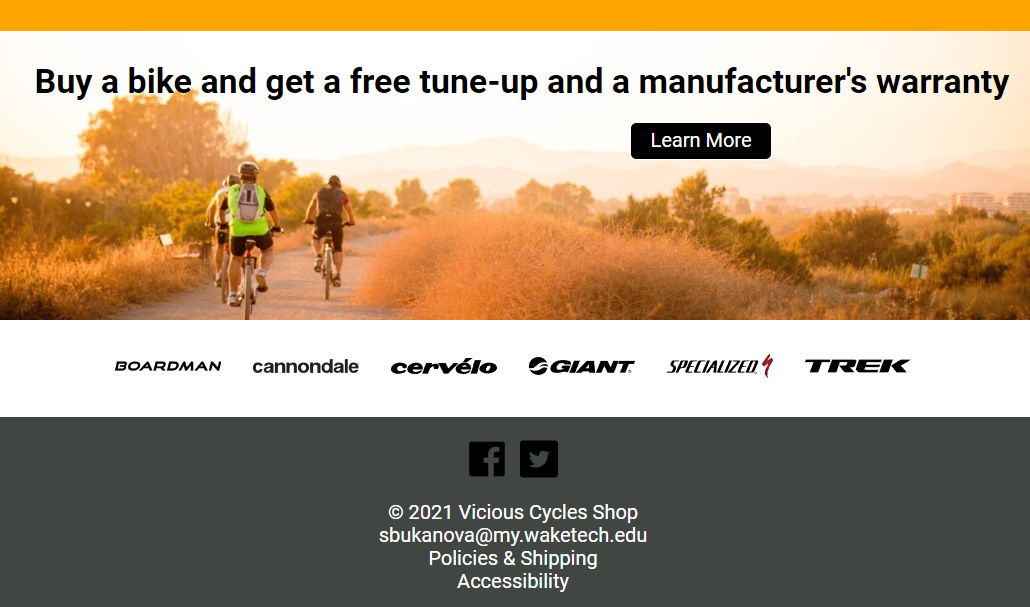 Buy a bike and get a free tune-up and a manufacturer's warranty
Learn More
BOARDMAN cannondale cervélo GIANT SPECIALIZED TREK
© 2021 Vicious Cycles Shop
sbukanova@my.waketech.edu
Policies & Shipping
Accessibility